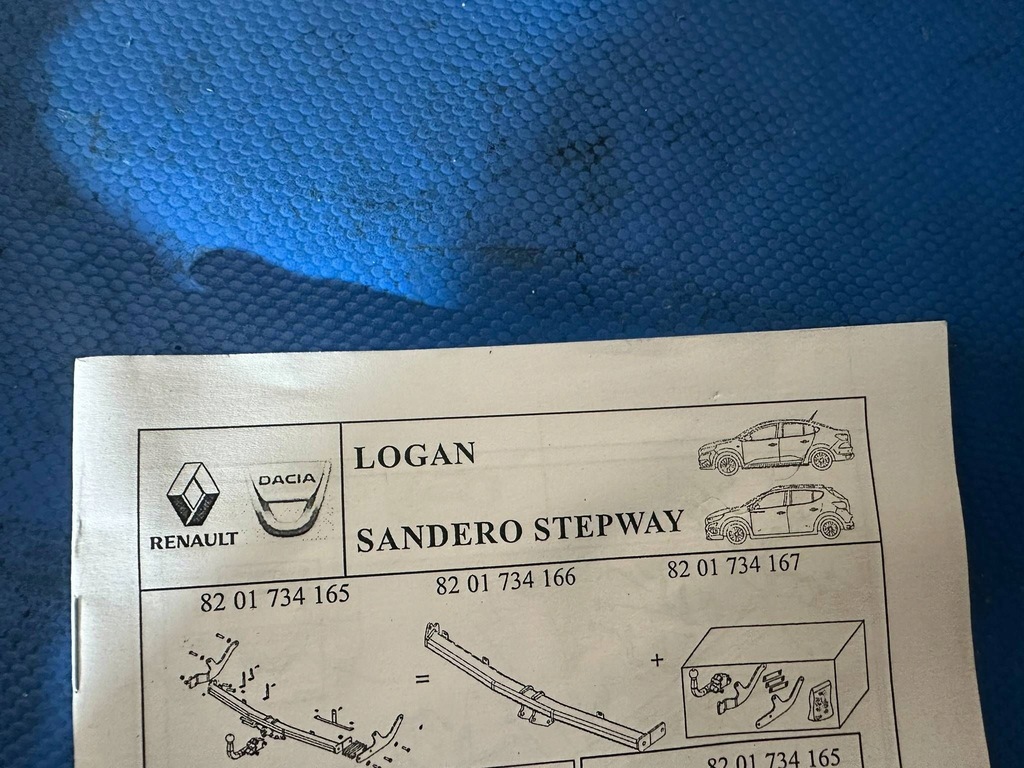 LOGAN
DACIA
RENAULT
SANDERO STEPWAY
82 01 734 165
82 01 734 166
82 01 734 167
=
+
82 01 734 165